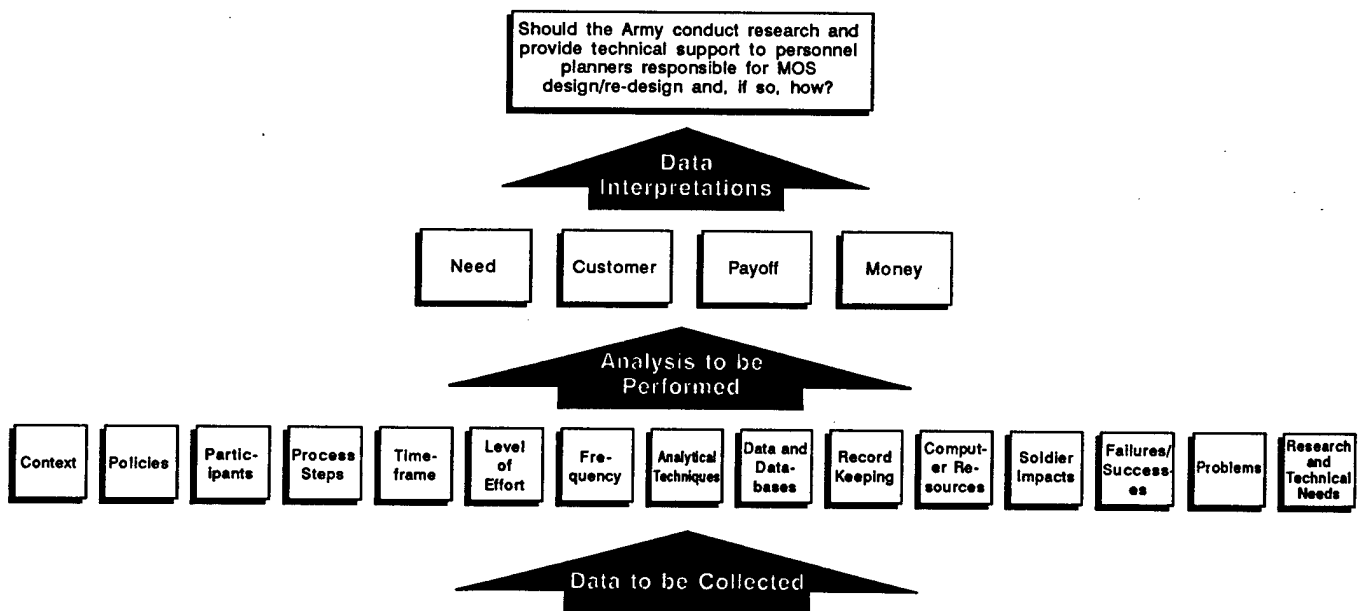 Should the Army conduct research and
provide technical support to personnel
planners responsible for MOS
design/re-design and, if so, how?
Data
Interpretations
Need
Customer
Payoff
Money
Analysis to be
Performed
Context
Policies
Partic-
ipants
Process
Steps
Time-
frame
Level
of
Effort
Fre-
quency
Analytical
Techniques
Data and
Data-
bases
Record
Keeping
Comput-
er Re-
sources
Soldier
Impacts
Failures/
Success-
es
Problems
Research
and
Technical
Needs
Data to be Collected